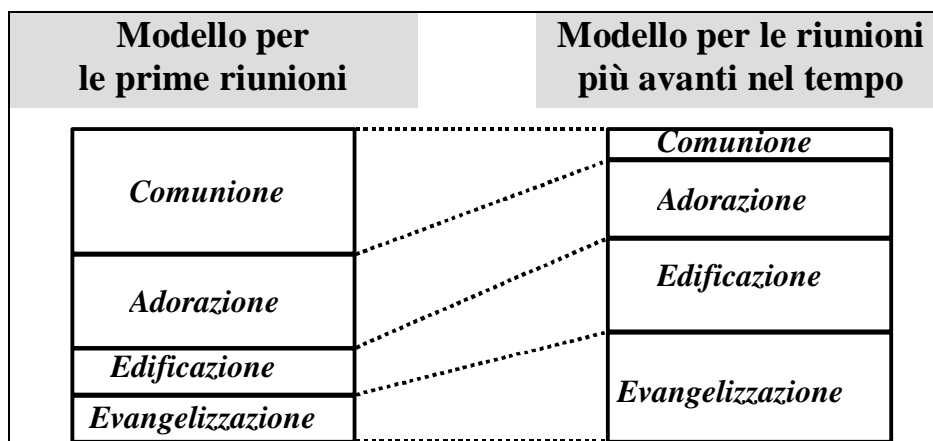 Modello per
le prime riunioni
Modello per le riunioni
più avanti nel tempo
Comunione
Adorazione
Edificazione
Evangelizzazione
Comunione
Adorazione
Edificazione
Evangelizzazione